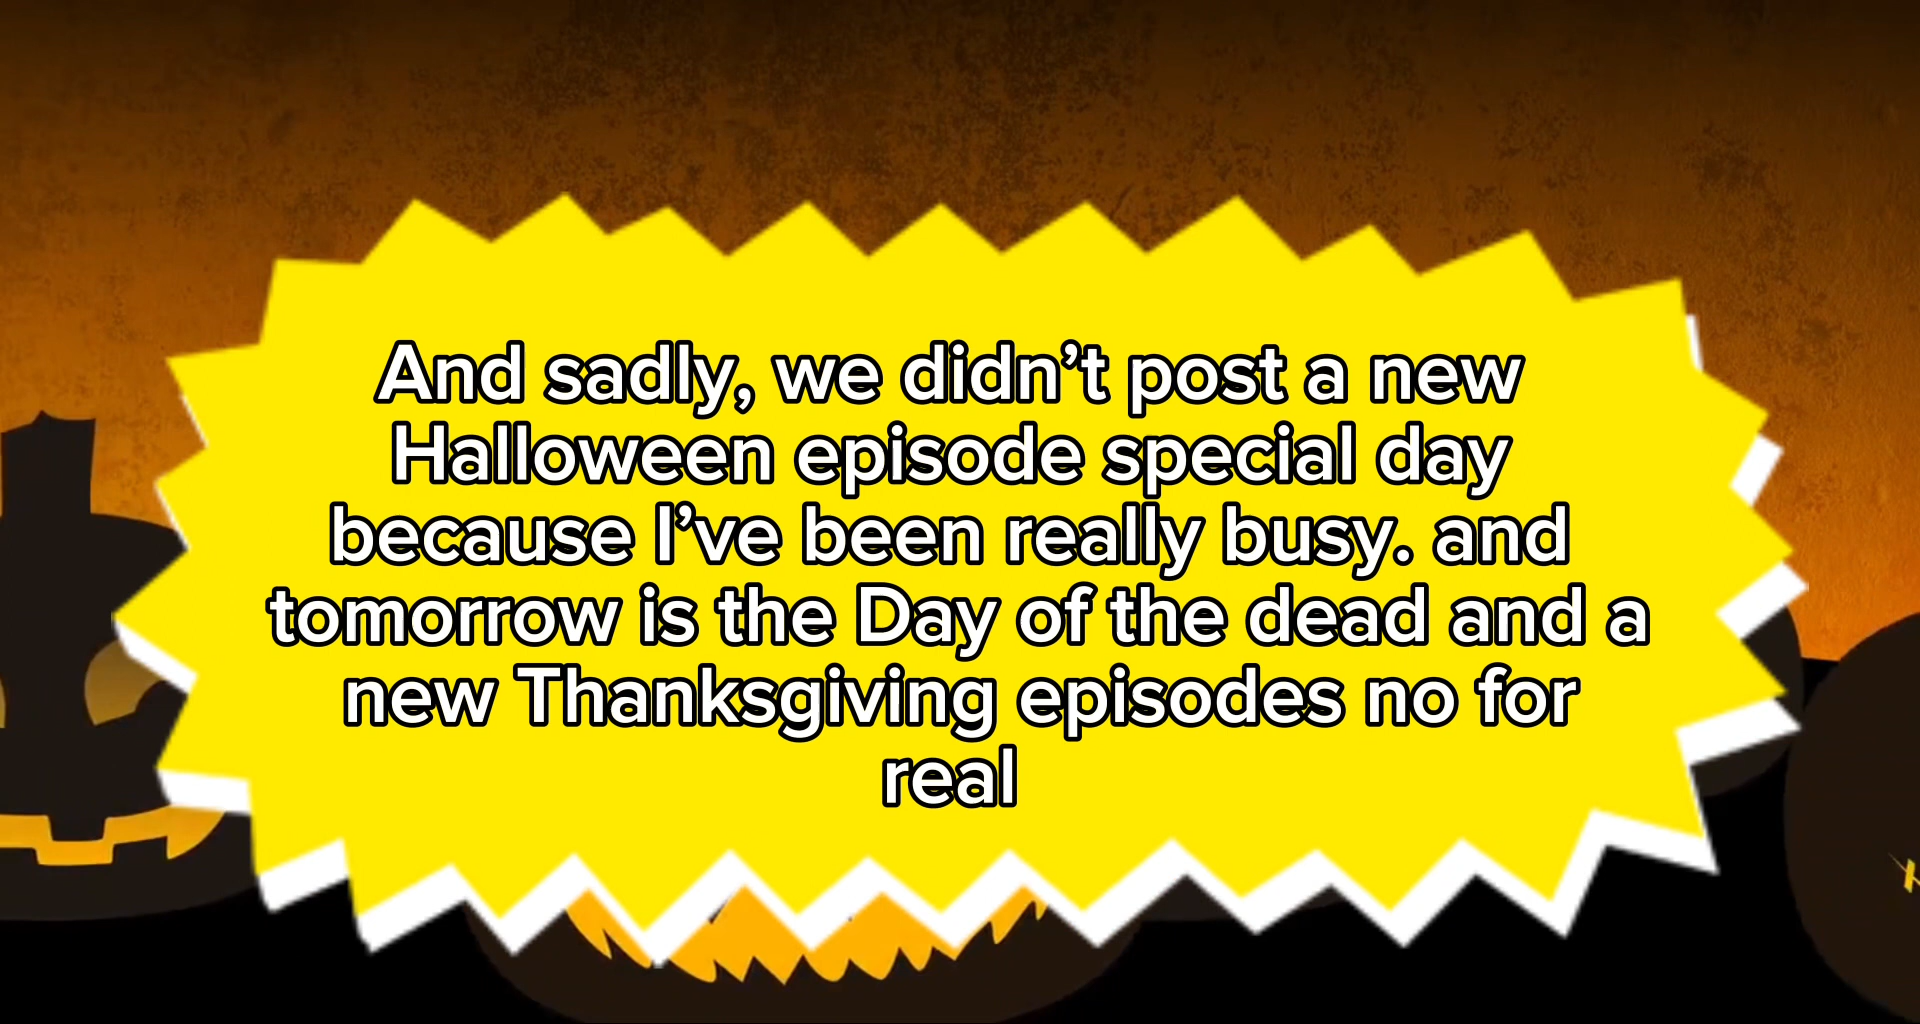 And sadly, we didn’t post a new
Halloween episode special day
because I’ve been really busy. and
tomorrow is the Day of the dead and a
new Thanksgiving episodes no for
real